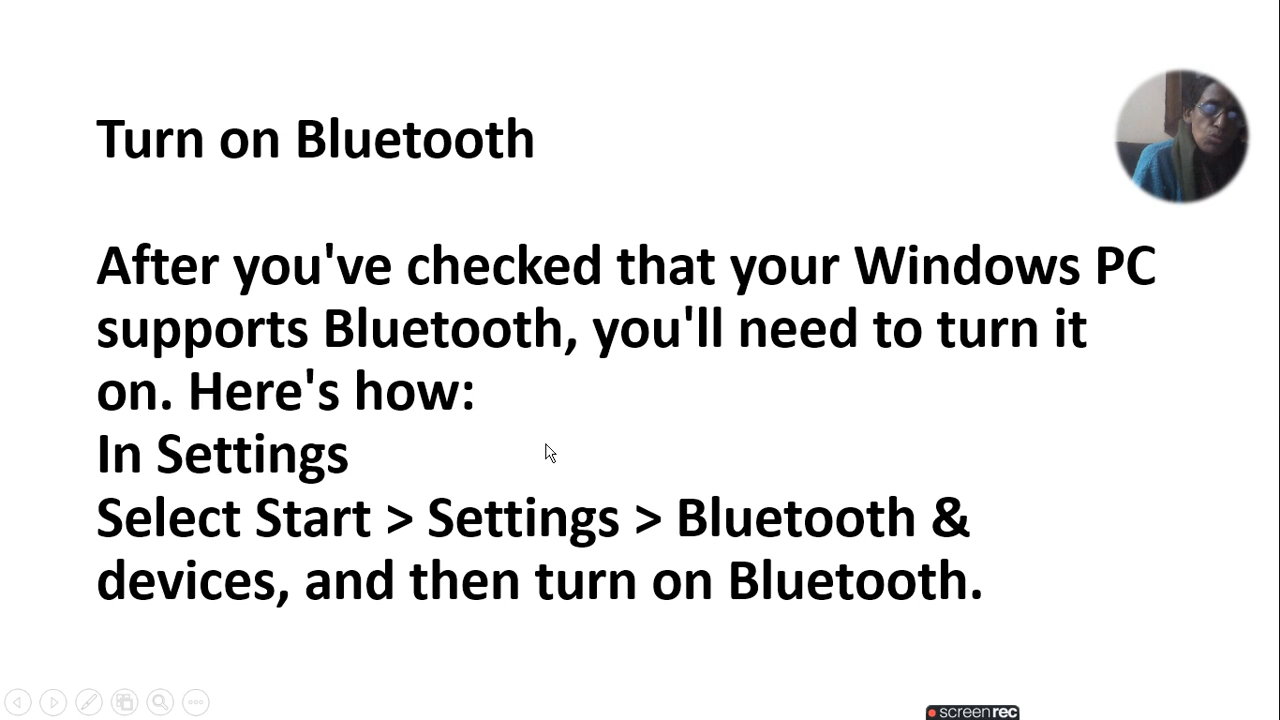 Turn on Bluetooth
After you've checked that your Windows PC
supports Bluetooth, you'll need to turn it
on. Here's how:
In Settings
Select Start > Settings > Bluetooth &
devices, and then turn on Bluetooth.
screenrec